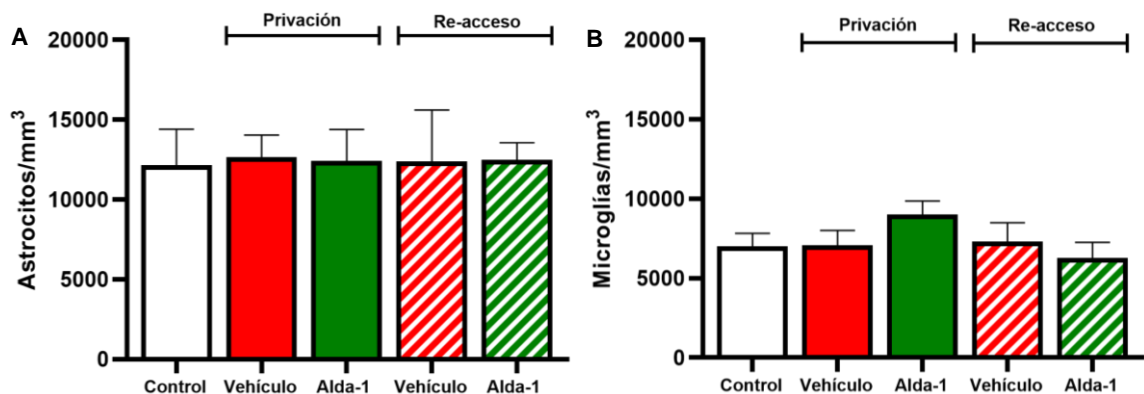 A
Privación
Re-acceso
Astrocitos/mm³
20000
15000
10000
5000
0
Control
Vehículo
Alda-1
Vehículo
Alda-1
B
Privación
Re-acceso
Microglías/mm³
20000
15000
10000
5000
0
Control
Vehículo
Alda-1
Vehículo
Alda-1